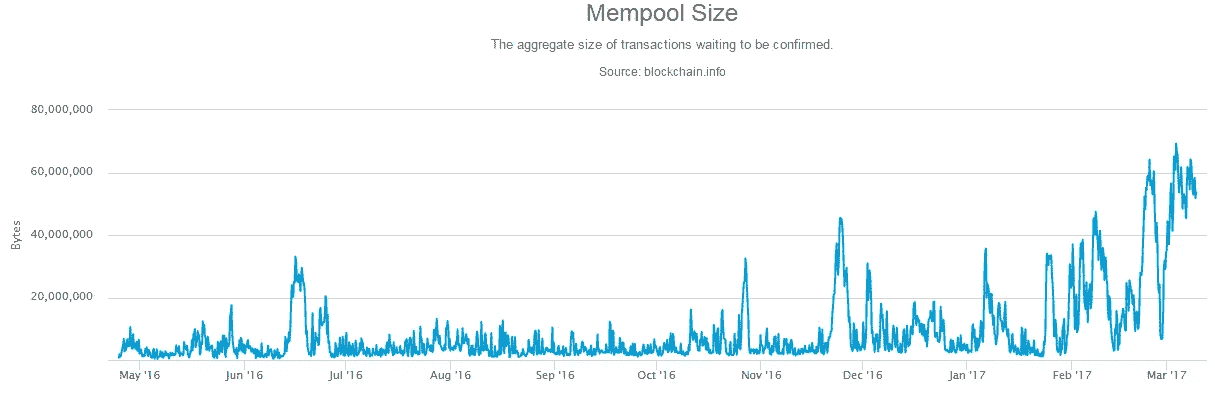 Mempool Size
The aggregate size of transactions waiting to be confirmed.
Source: blockchain.info
80,000,000
60,000,000
40,000,000
20,000,000
Bytes
May '16 Jun '16 Jul '16 Aug '16 Sep '16 Oct '16 Nov '16 Dec '16 Jan '17 Feb '17 Mar '17